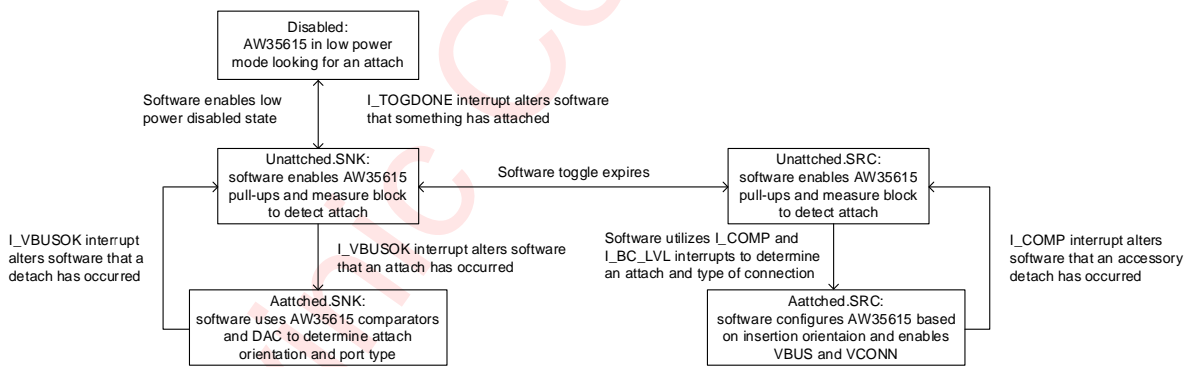 Disabled:
AW35615 in low power
mode looking for an attach
Software enables low
power disabled state
I_TOGDONE interrupt alters software
that something has attached
Unattched.SNK:
software enables AW35615
pull-ups and measure block
to detect attach
Software toggle expires
Unattched.SRC:
software enables AW35615
pull-ups and measure block
to detect attach
I_VBUSOK interrupt
alters software that a
detach has occurred
I_VBUSOK interrupt alters software
that an attach has occurred
Software utilizes I_COMP and
I_BC_LVL interrupts to determine
an attach and type of connection
I_COMP interrupt alters
software that an accessory
detach has occurred
Aattched.SNK:
software uses AW35615 comparators
and DAC to determine attach
orientation and port type
Aattched.SRC:
software configures AW35615 based
on insertion orientaion and enables
VBUS and VCONN